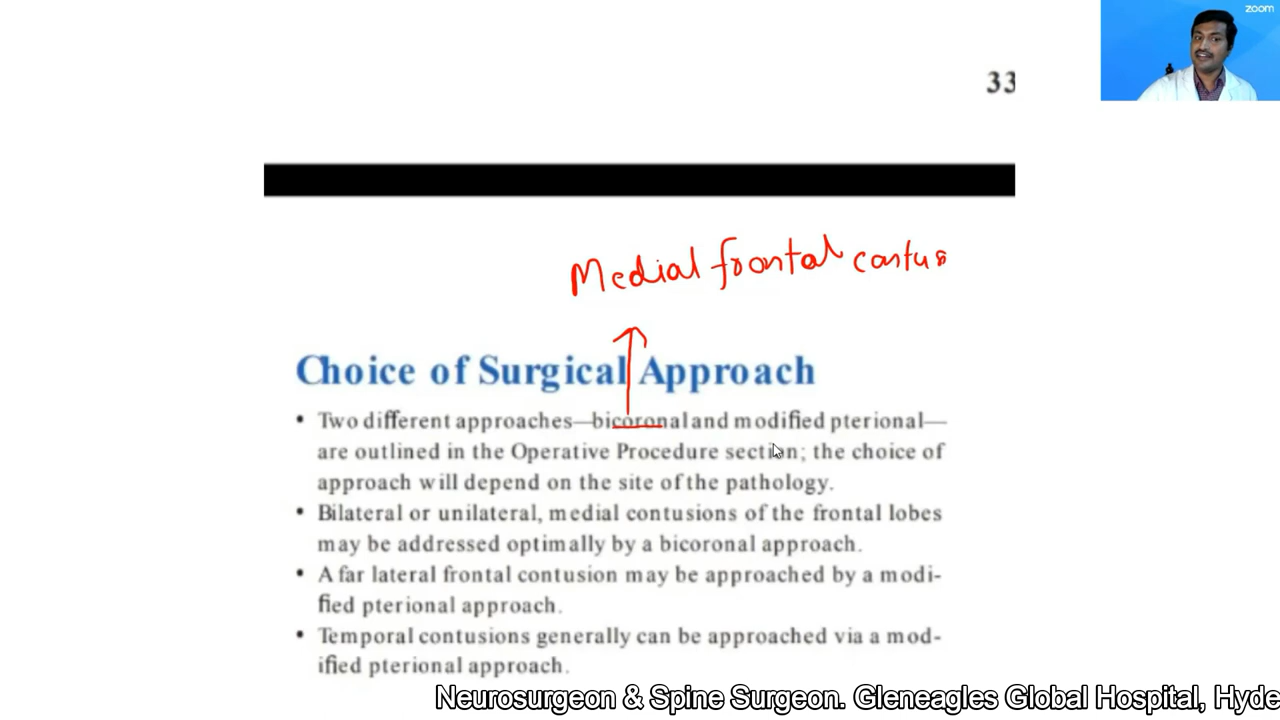 zoom
33
Medial frontal contus
Choice of Surgical Approach
• Two different approaches—bicoronal and modified pterional—
are outlined in the Operative Procedure section; the choice of
approach will depend on the site of the pathology.
• Bilateral or unilateral, medial contusions of the frontal lobes
may be addressed optimally by a bicoronal approach.
• A far lateral frontal contusion may be approached by a modi-
fied pterional approach.
• Temporal contusions generally can be approached via a mod-
ified pterional approach.
Neurosurgeon & Spine Surgeon. Gleneagles Global Hospital, Hyde